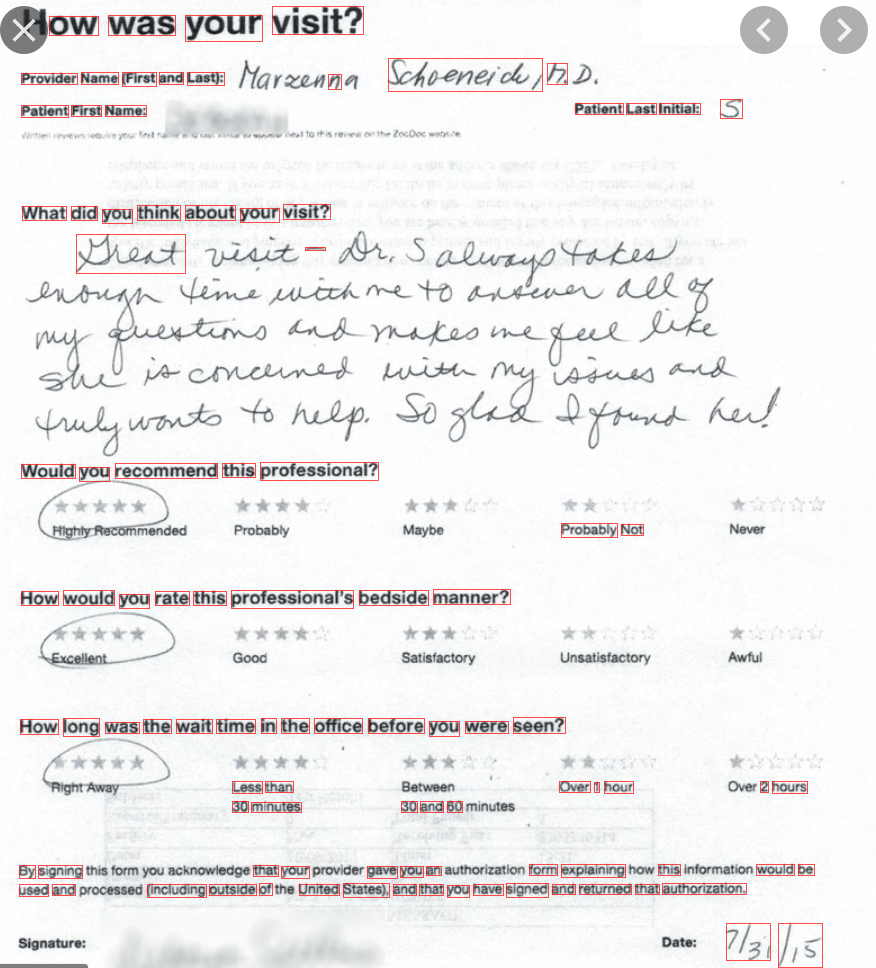 How was your visit?
Provider Name (First and Last): Marzenna Schoeneich, M.D.
Patient First Name:
Patient Last Initial: S
Written reviews require your first name and last initial to appear next to this review on the ZocDoc website.
What did you think about your visit?
Great visit – Dr. S always takes
enough time with me to answer all of
my questions and makes me feel like
she is concerned with my issues and
truly wants to help. So glad I found her!
Would you recommend this professional?
Highly Recommended Probably Maybe Probably Not Never
How would you rate this professional's bedside manner?
Excellent Good Satisfactory Unsatisfactory Awful
How long was the wait time in the office before you were seen?
Right Away Less than Between Over 1 hour Over 2 hours
30 minutes 30 and 60 minutes
By signing this form you acknowledge that your provider gave you an authorization form explaining how this information would be
used and processed (including outside of the United States), and that you have signed and returned that authorization.
Signature: Date: 7/31/15